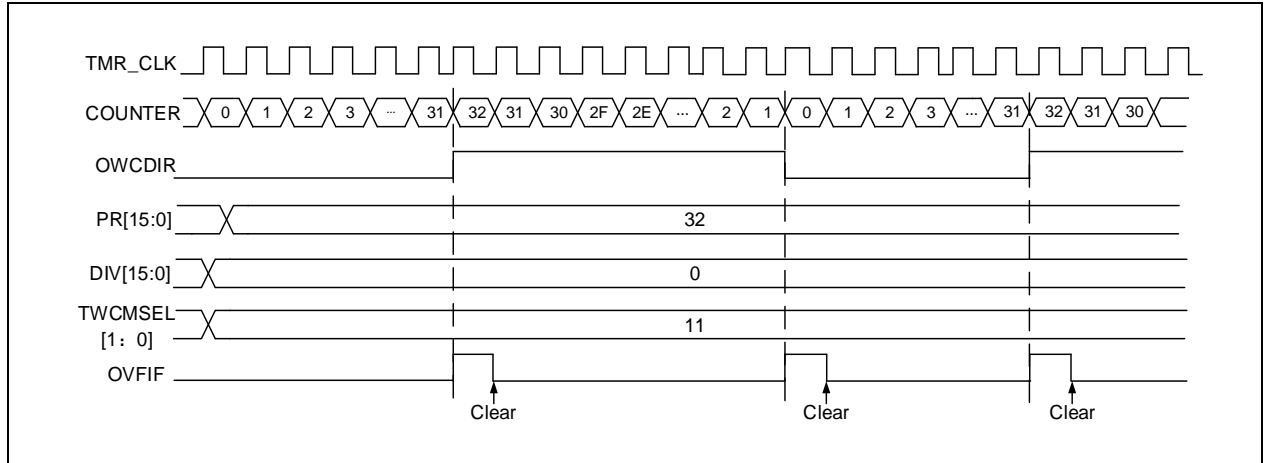 TMR_CLK
COUNTER 0 1 2 3 ... 31 32 31 30 2F 2E ... 2 1 0 1 2 3 ... 31 32 31 30
OWCDIR
PR[15:0] 32
DIV[15:0] 0
TWCMSEL
[1：0] 11
OVFIF
Clear Clear Clear